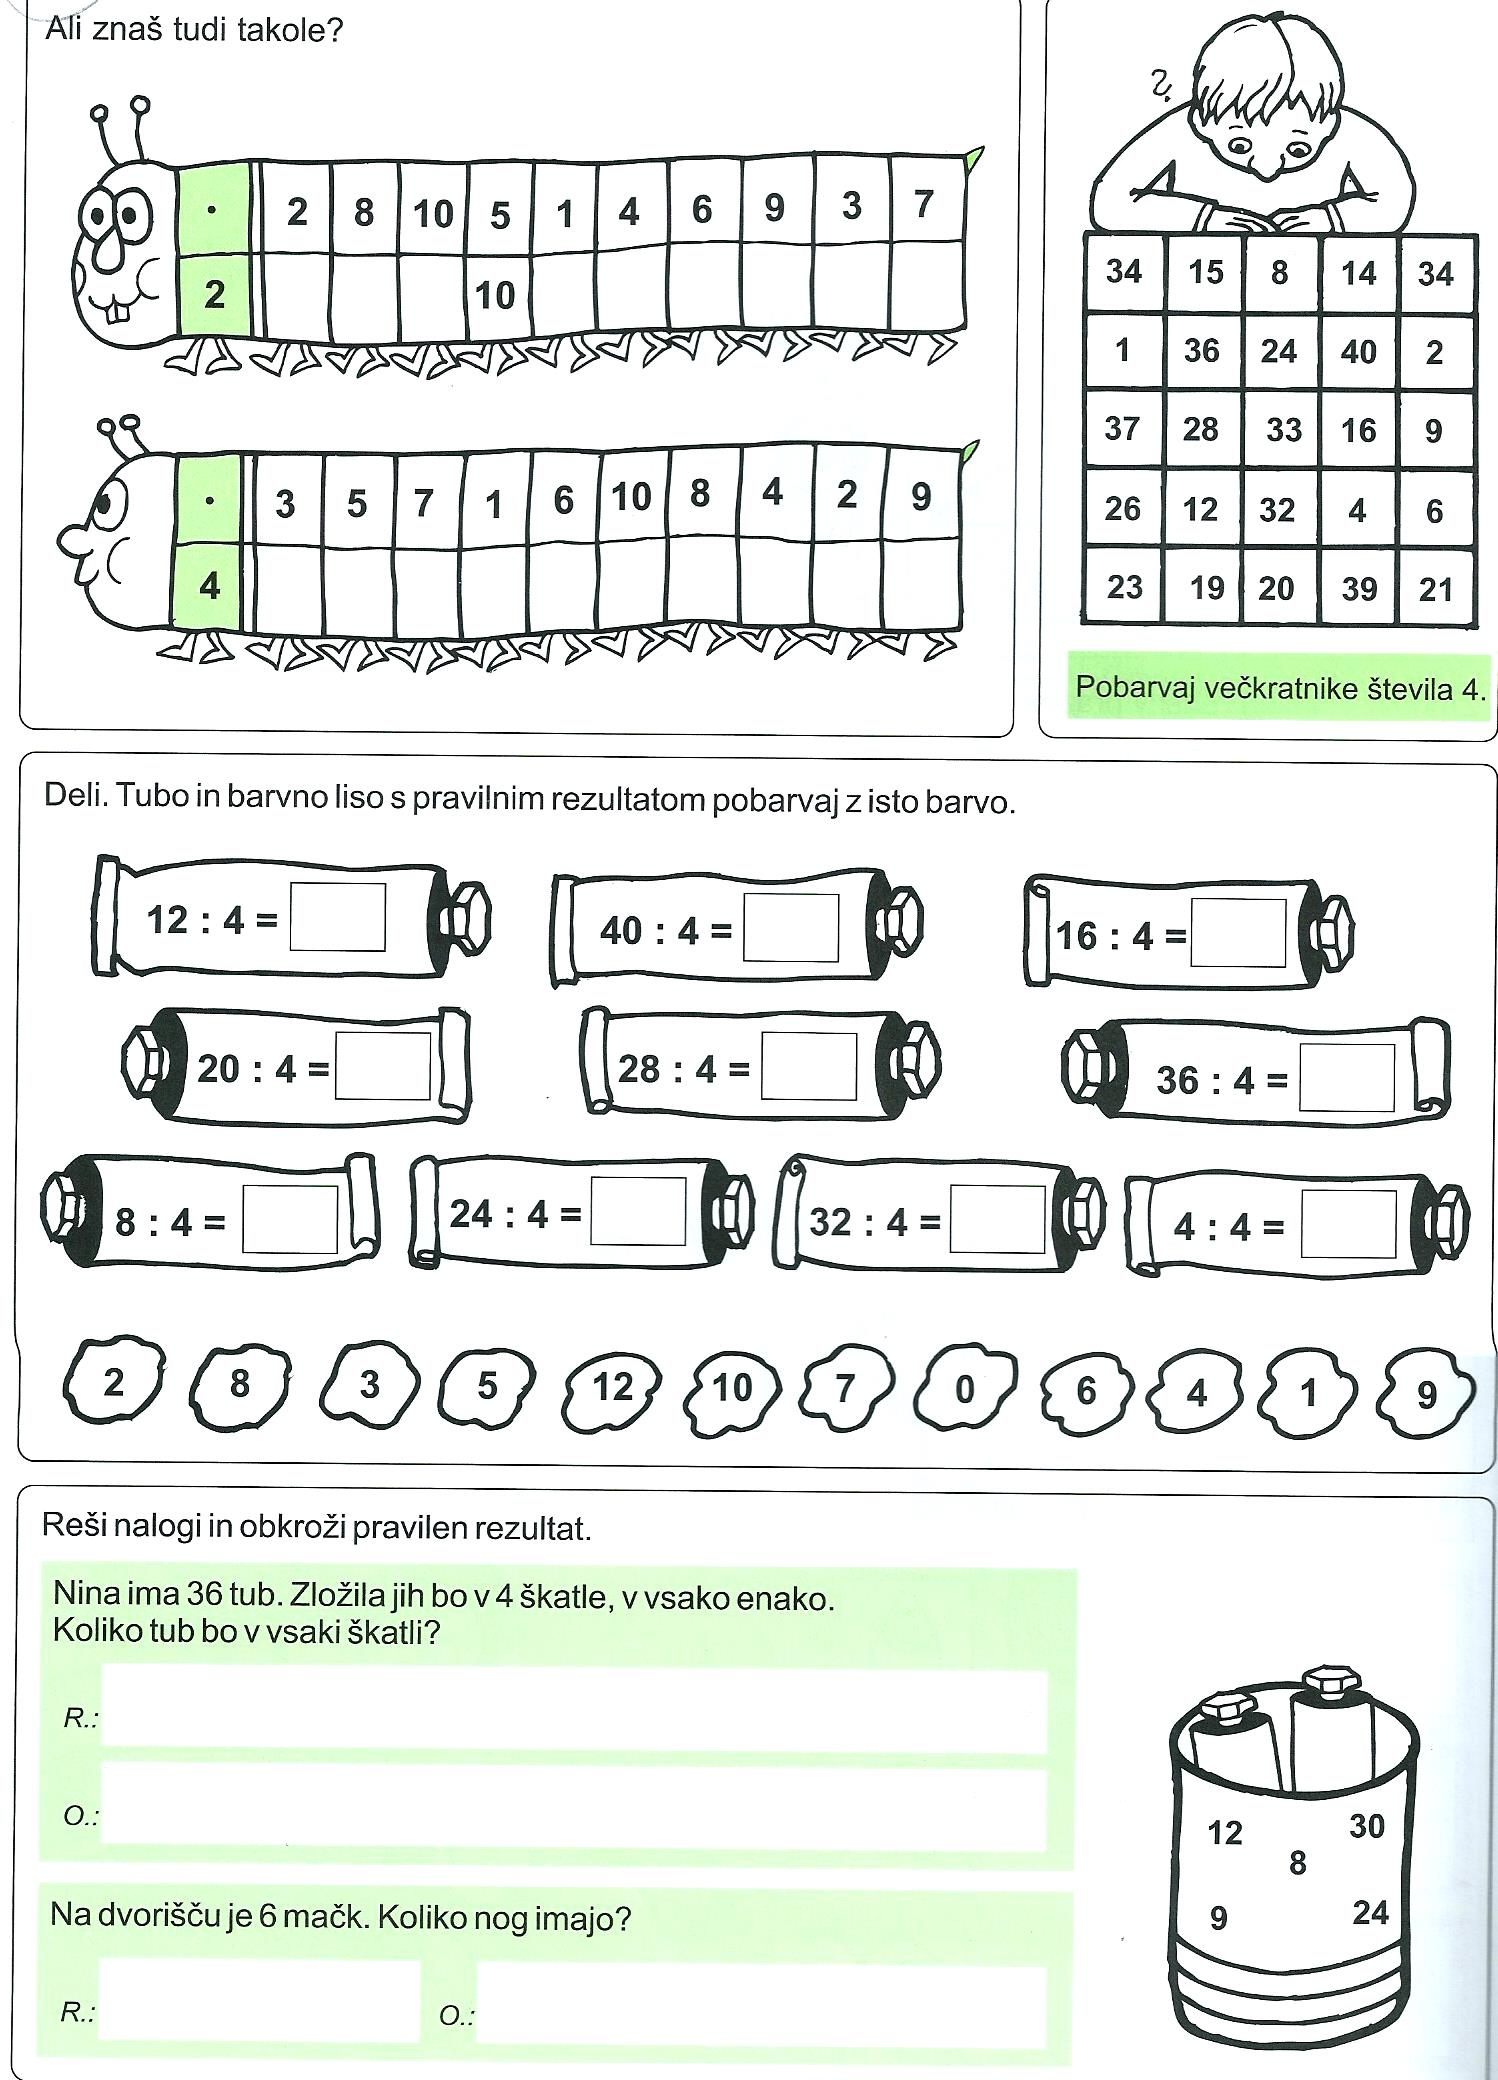 Ali znaš tudi takole?
· 2 8 10 5 1 4 6 9 3 7
2 10
· 3 5 7 1 6 10 8 4 2 9
4
?
34 15 8 14 34
1 36 24 40 2
37 28 33 16 9
26 12 32 4 6
23 19 20 39 21
Pobarvaj večkratnike števila 4.
Deli. Tubo in barvno liso s pravilnim rezultatom pobarvaj z isto barvo.
12 : 4 =
40 : 4 =
16 : 4 =
20 : 4 =
28 : 4 =
36 : 4 =
8 : 4 =
24 : 4 =
32 : 4 =
4 : 4 =
2 8 3 5 12 10 7 0 6 4 1 9
Reši nalogi in obkroži pravilen rezultat.
Nina ima 36 tub. Zložila jih bo v 4 škatle, v vsako enako.
Koliko tub bo v vsaki škatli?
R.:
O.:
Na dvorišču je 6 mačk. Koliko nog imajo?
R.:
O.:
12 30
8
9 24